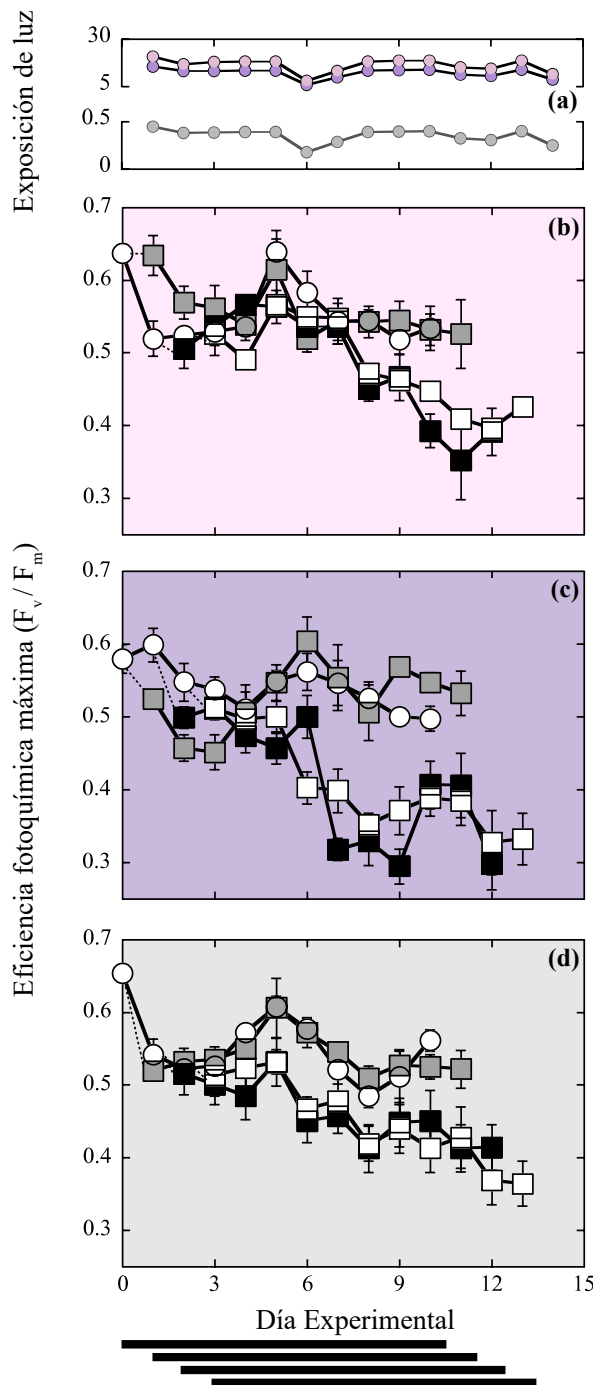 Exposición de luz
30
5
(a)
0.5
0
Eficiencia fotoquímica máxima (Fv / Fm)
0.7
0.6
0.5
0.4
0.3
(b)
0.7
0.6
0.5
0.4
0.3
(c)
0.7
0.6
0.5
0.4
0.3
(d)
0 3 6 9 12 15
Día Experimental